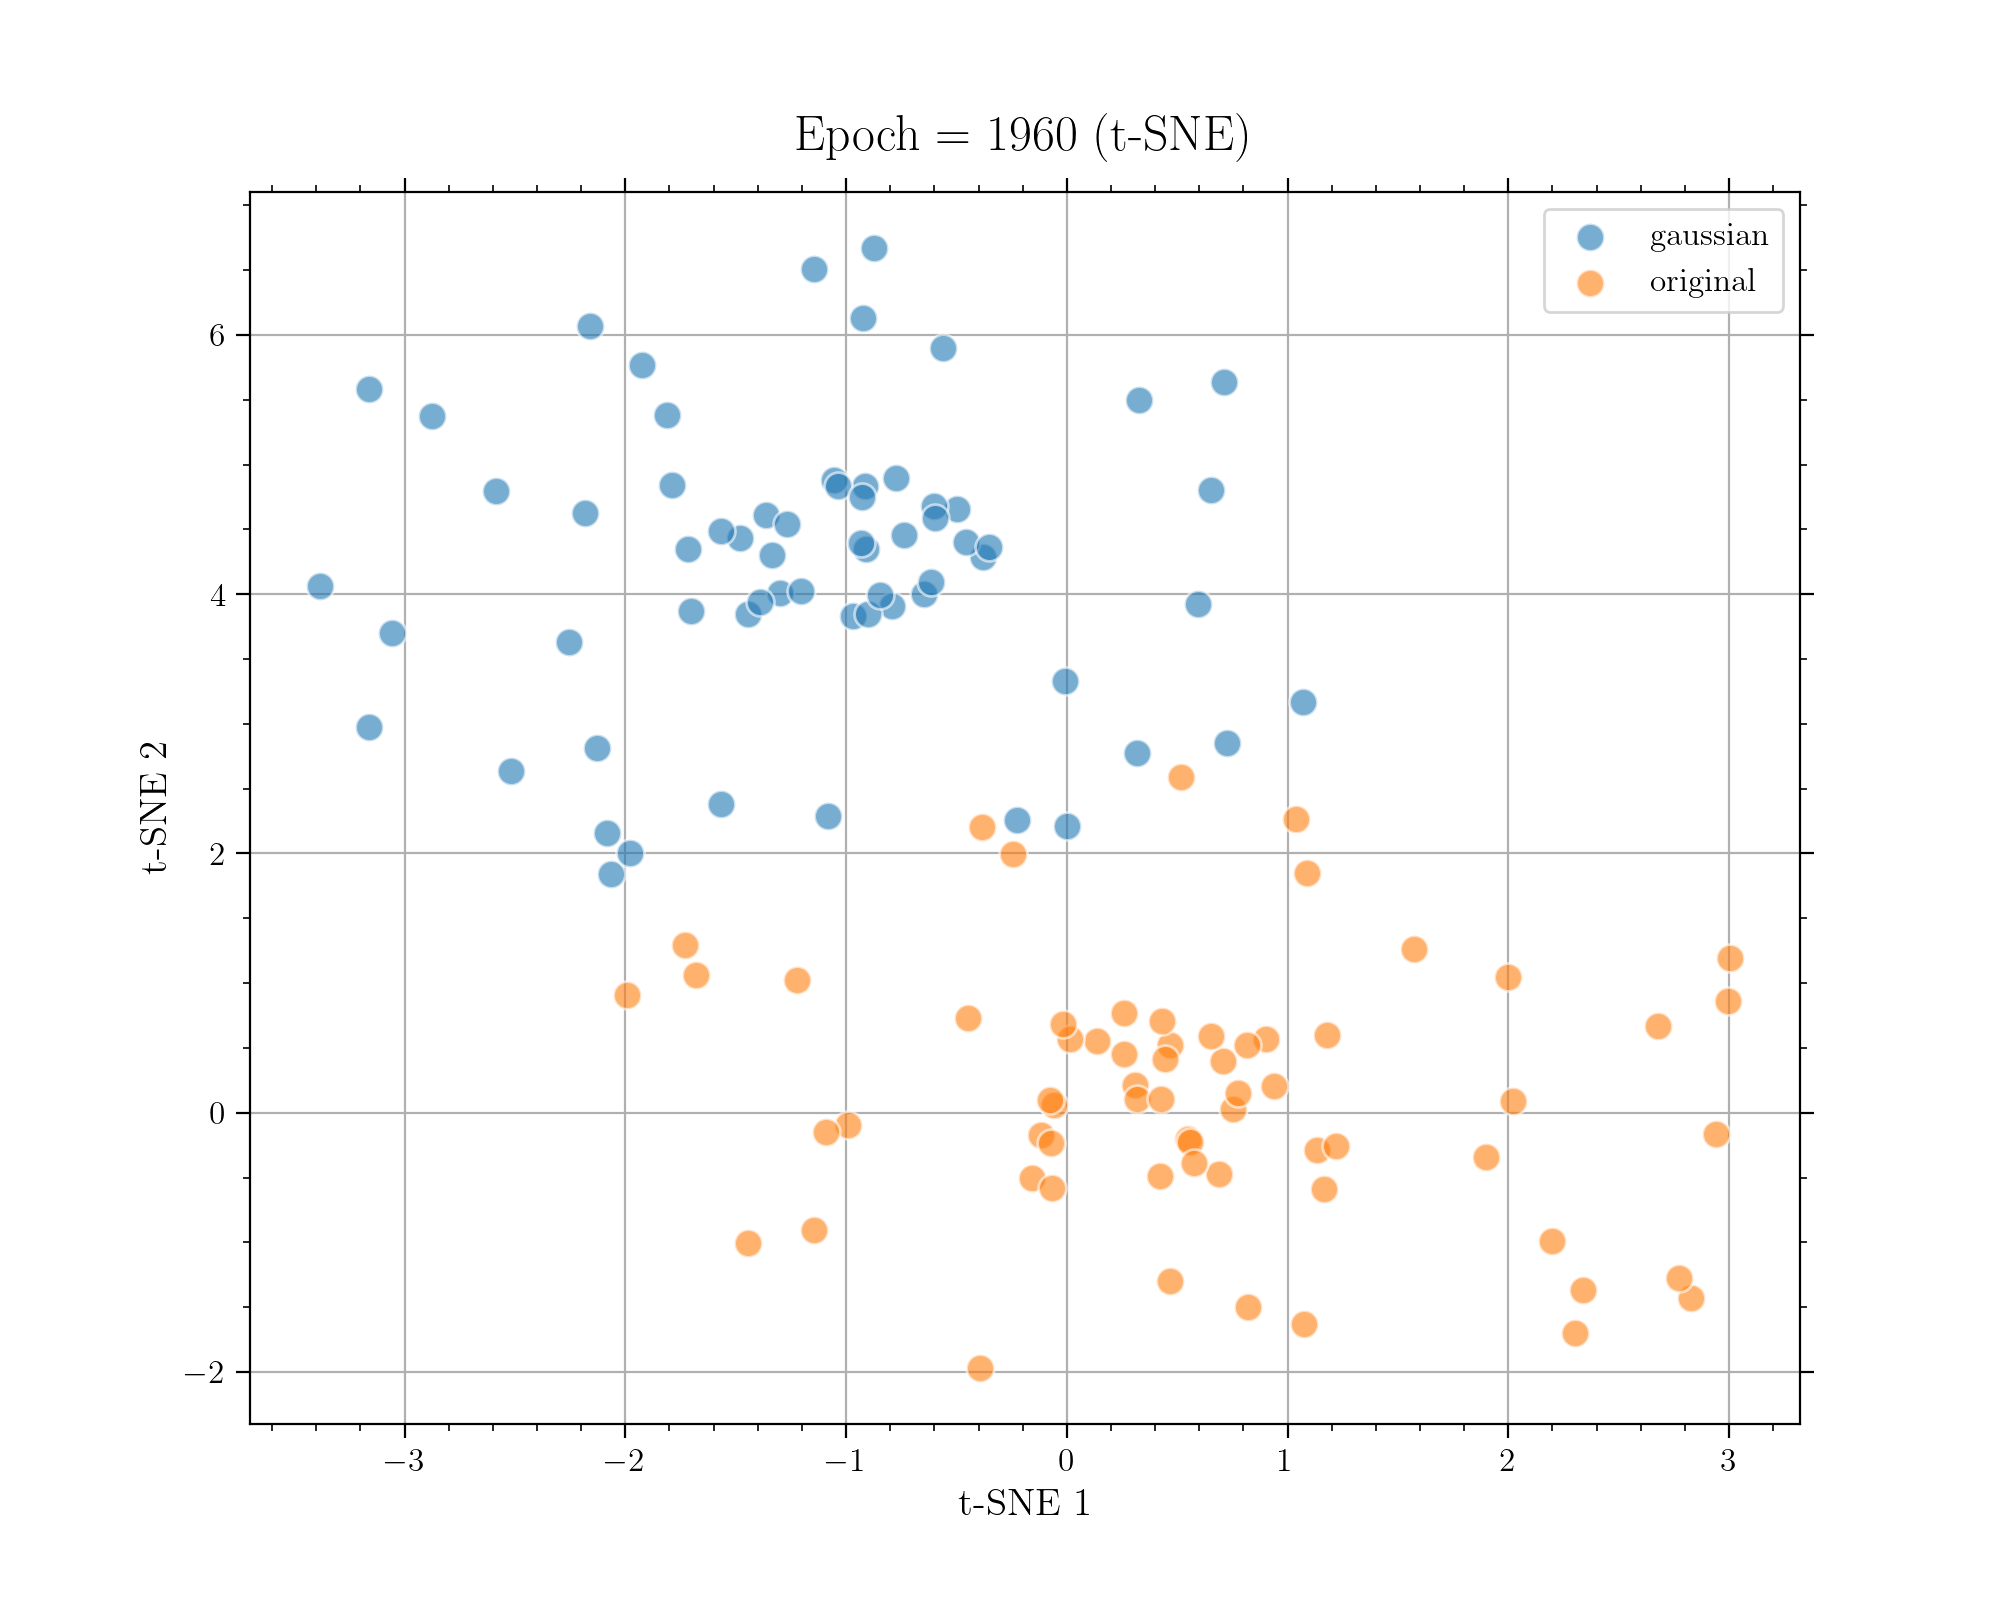 Epoch = 1960 (t-SNE)
gaussian
original
6
4
2
0
−2
t-SNE 2
−3
−2
−1
0
1
2
3
t-SNE 1